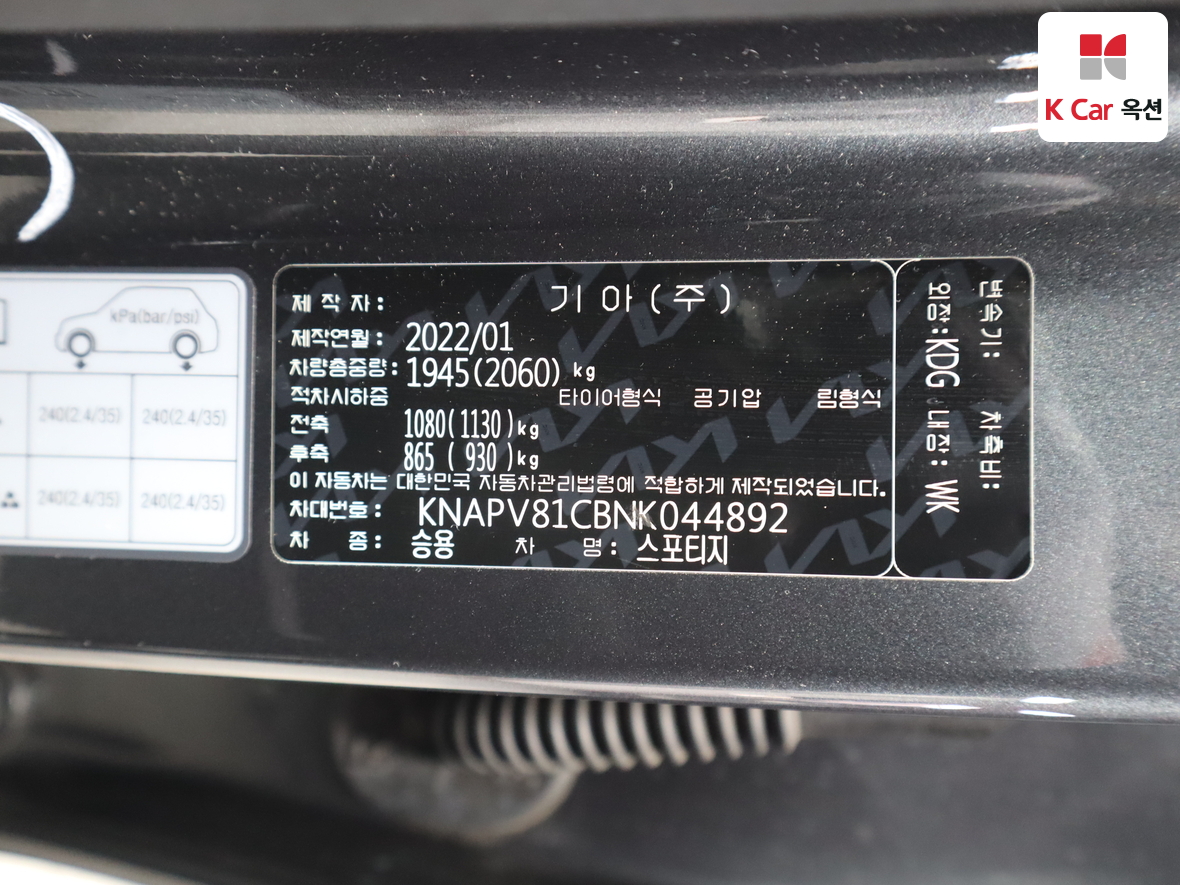 K Car 옥션
kPa(bar/psi)
240(2.4/35) 240(2.4/35)
240(2.4/35) 240(2.4/35)
제 작 자 : 기 아 ( 주 )
제작연월 : 2022/01
차량총중량 : 1945(2060) kg
적차시하중 타이어형식 공기압 림형식
전축 1080( 1130 )kg
후축 865 ( 930 )kg
이 자동차는 대한민국 자동차관리법령에 적합하게 제작되었습니다.
차대번호 : KNAPV81CBNK044892
차 종 : 승용 차 명 : 스포티지
변속기: 치축비:
외장:KDG 내장: WK